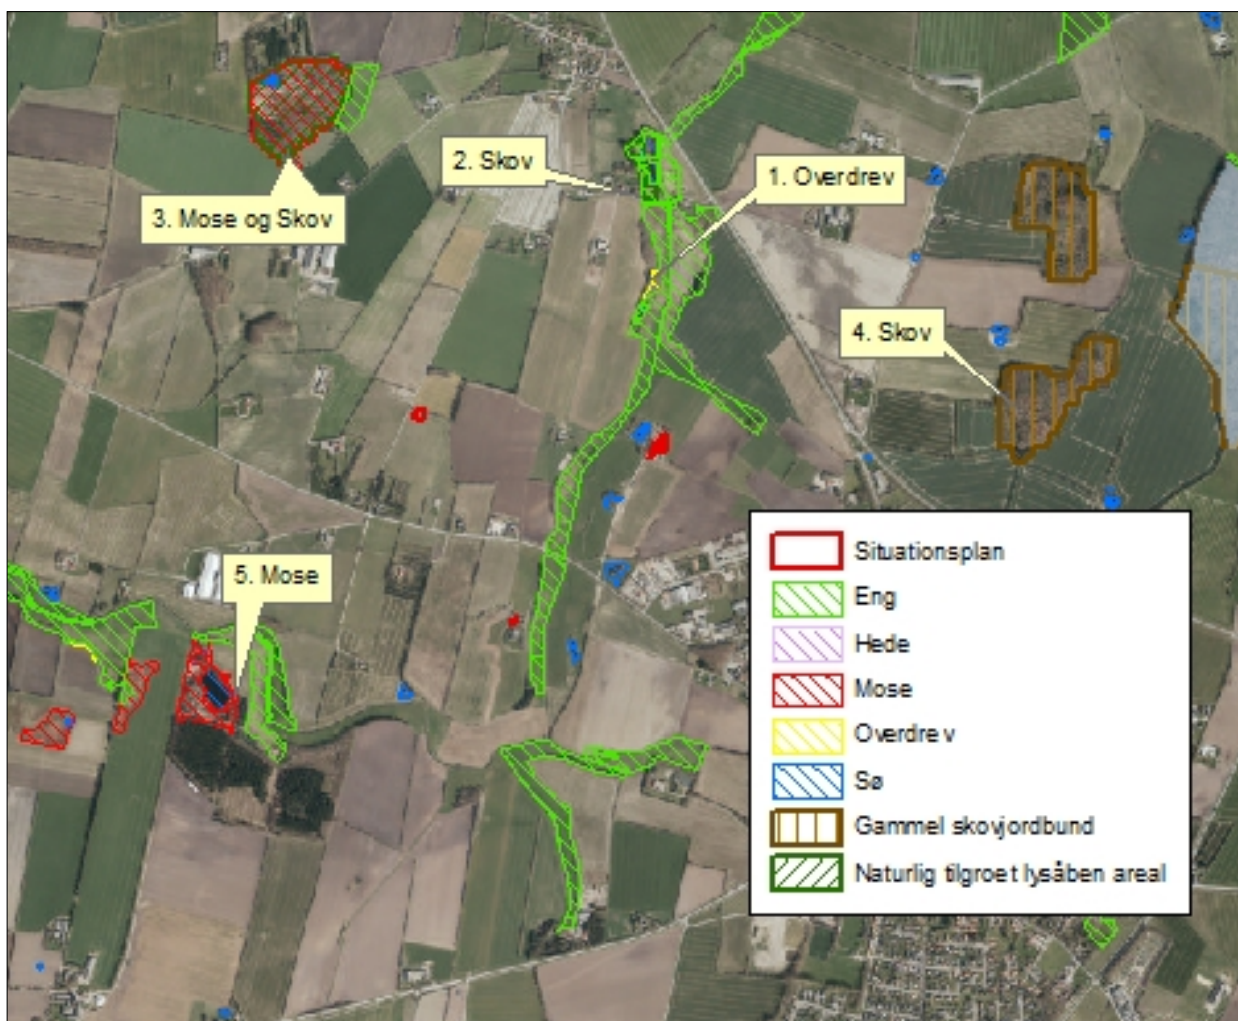 2. Skov
1. Overdrev
3. Mose og Skov
4. Skov
5. Mose
Situationsplan
Eng
Hede
Mose
Overdrev
Sø
Gammel skovjordbund
Naturlig tilgroet lysåben areal